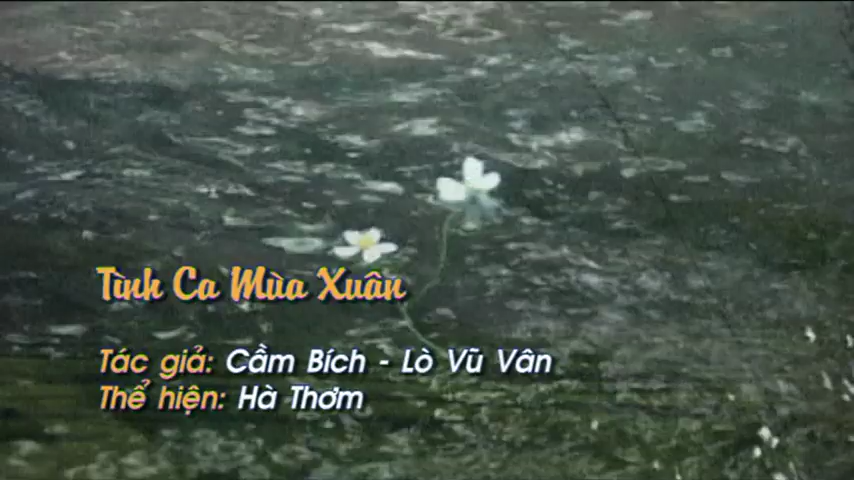 Tình Ca Mùa Xuân
Tác giả: Cầm Bích - Lò Vũ Vân
Thể hiện: Hà Thơm